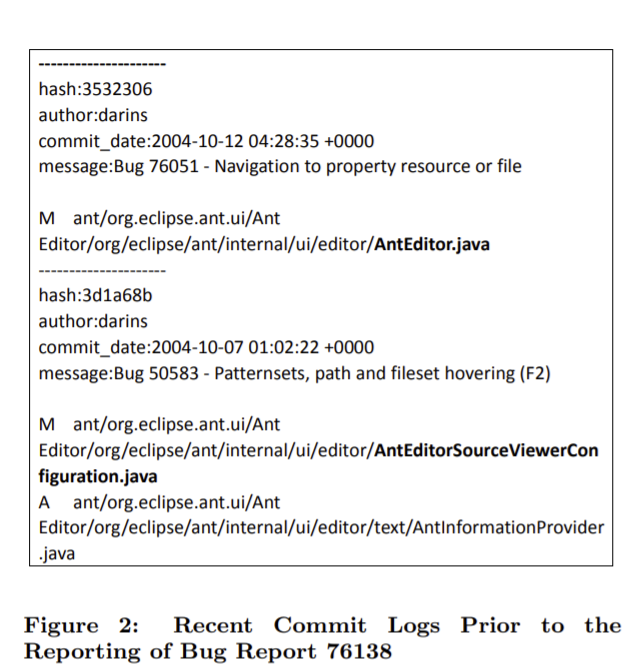 ---------------------
hash:3532306
author:darins
commit_date:2004-10-12 04:28:35 +0000
message:Bug 76051 - Navigation to property resource or file
M ant/org.eclipse.ant.ui/Ant
Editor/org/eclipse/ant/internal/ui/editor/AntEditor.java
---------------------
hash:3d1a68b
author:darins
commit_date:2004-10-07 01:02:22 +0000
message:Bug 50583 - Patternsets, path and fileset hovering (F2)
M ant/org.eclipse.ant.ui/Ant
Editor/org/eclipse/ant/internal/ui/editor/AntEditorSourceViewerCon
figuration.java
A ant/org.eclipse.ant.ui/Ant
Editor/org/eclipse/ant/internal/ui/editor/text/AntInformationProvider
.java
Figure 2: Recent Commit Logs Prior to the
Reporting of Bug Report 76138